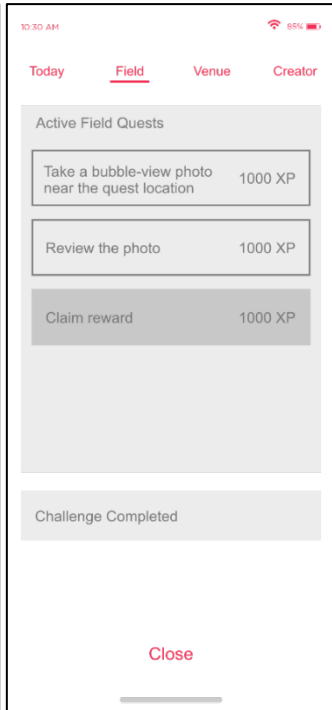 10:30 AM 95%
Today Field Venue Creator
Active Field Quests
Take a bubble-view photo
near the quest location 1000 XP
Review the photo 1000 XP
Claim reward 1000 XP
Challenge Completed
Close